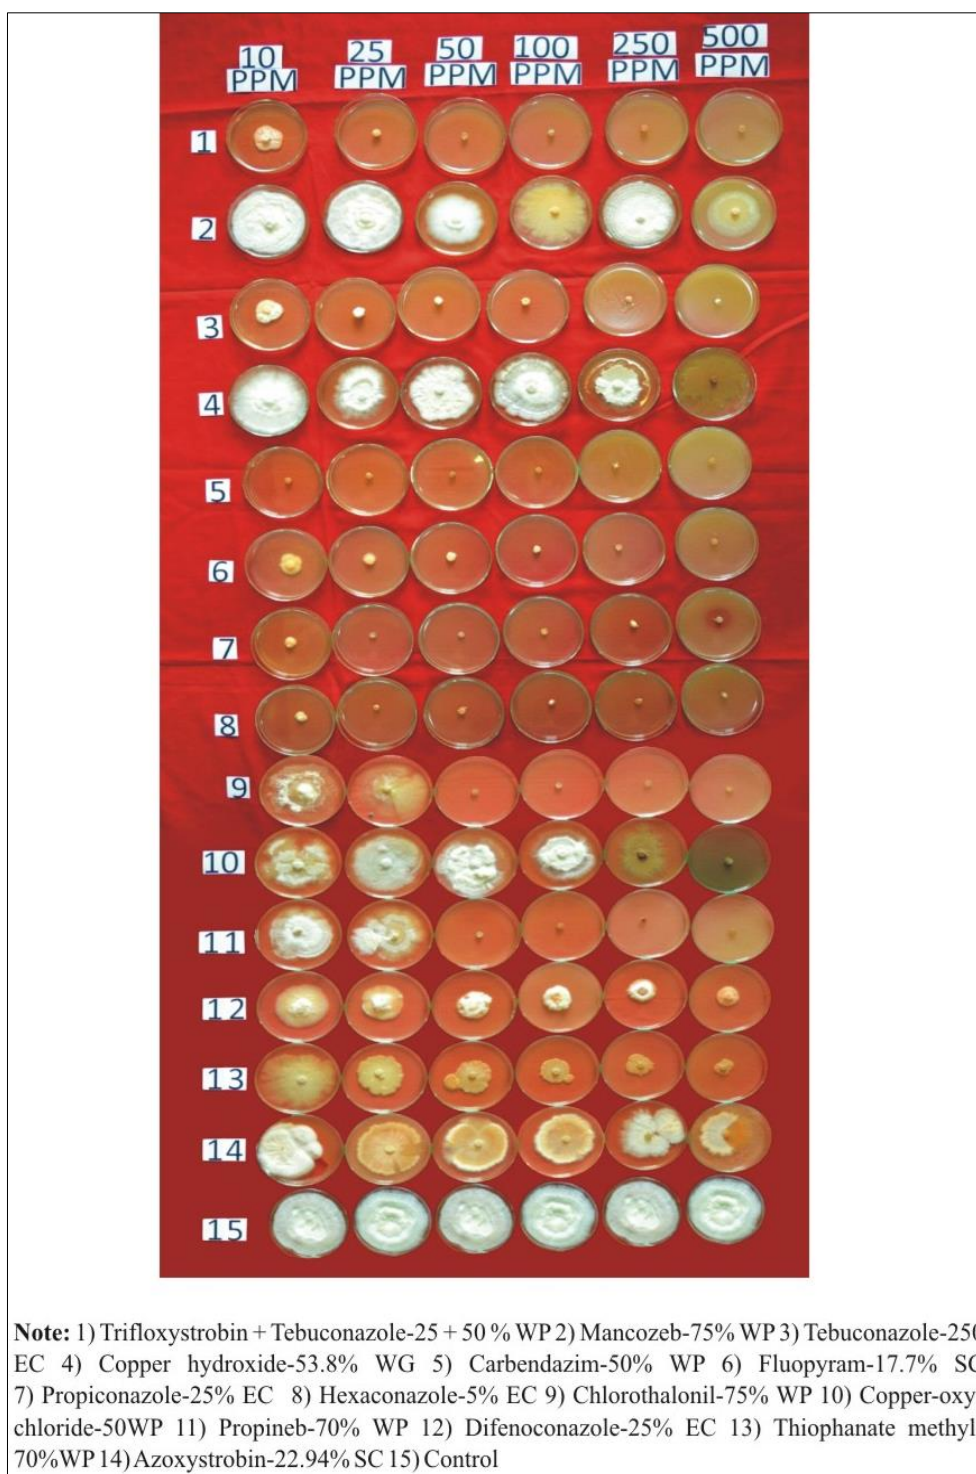 10 PPM 25 PPM 50 PPM 100 PPM 250 PPM 500 PPM
1
2
3
4
5
6
7
8
9
10
11
12
13
14
15
Note: 1) Trifloxystrobin + Tebuconazole-25 + 50 % WP 2) Mancozeb-75% WP 3) Tebuconazole-250
EC 4) Copper hydroxide-53.8% WG 5) Carbendazim-50% WP 6) Fluopyram-17.7% SC
7) Propiconazole-25% EC 8) Hexaconazole-5% EC 9) Chlorothalonil-75% WP 10) Copper-oxy
chloride-50WP 11) Propineb-70% WP 12) Difenoconazole-25% EC 13) Thiophanate methyl
70%WP 14) Azoxystrobin-22.94% SC 15) Control